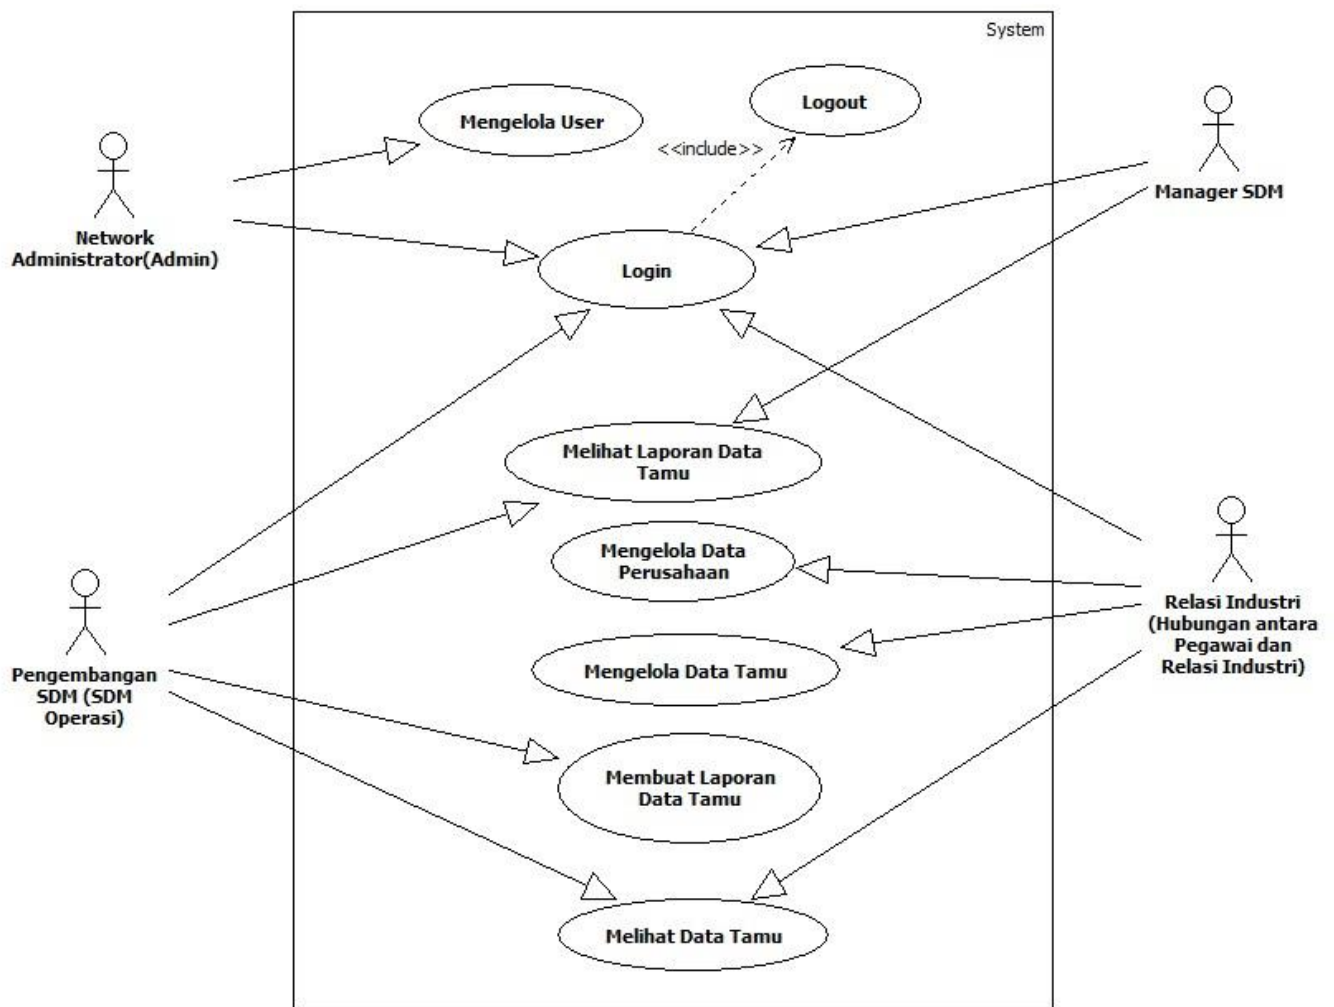 System
Logout
Mengelola User
<<include>>
Manager SDM
Network
Administrator(Admin)
Login
Melihat Laporan Data
Tamu
Mengelola Data
Perusahaan
Relasi Industri
(Hubungan antara
Pegawai dan
Relasi Industri)
Pengembangan
SDM (SDM
Operasi)
Mengelola Data Tamu
Membuat Laporan
Data Tamu
Melihat Data Tamu